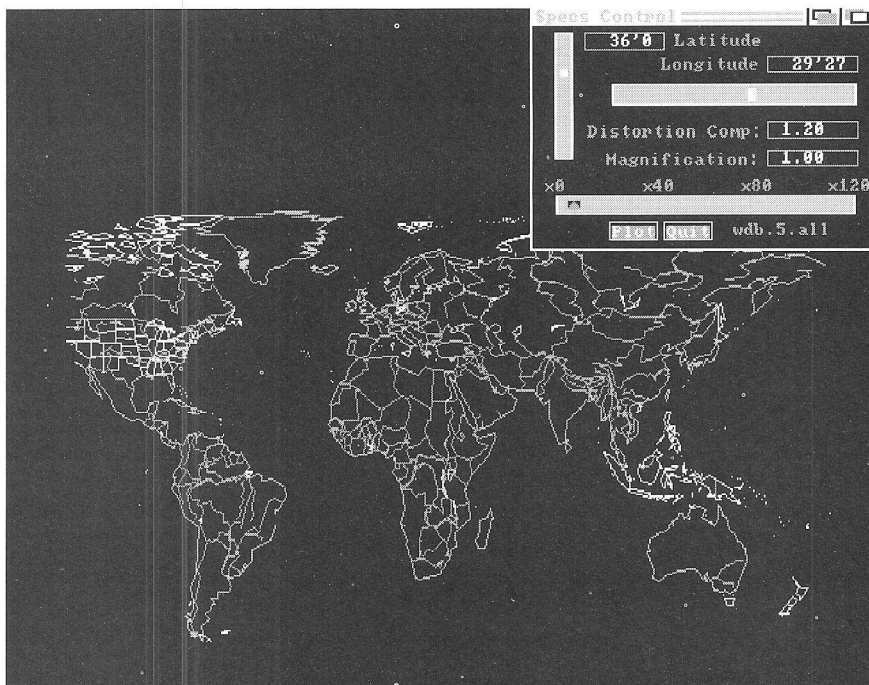 Specs Control
36'0 Latitude
Longitude 29'27
Distortion Comp: 1.20
Magnification: 1.00
x0 x40 x80 x120
Plot Quit wdb.5.all